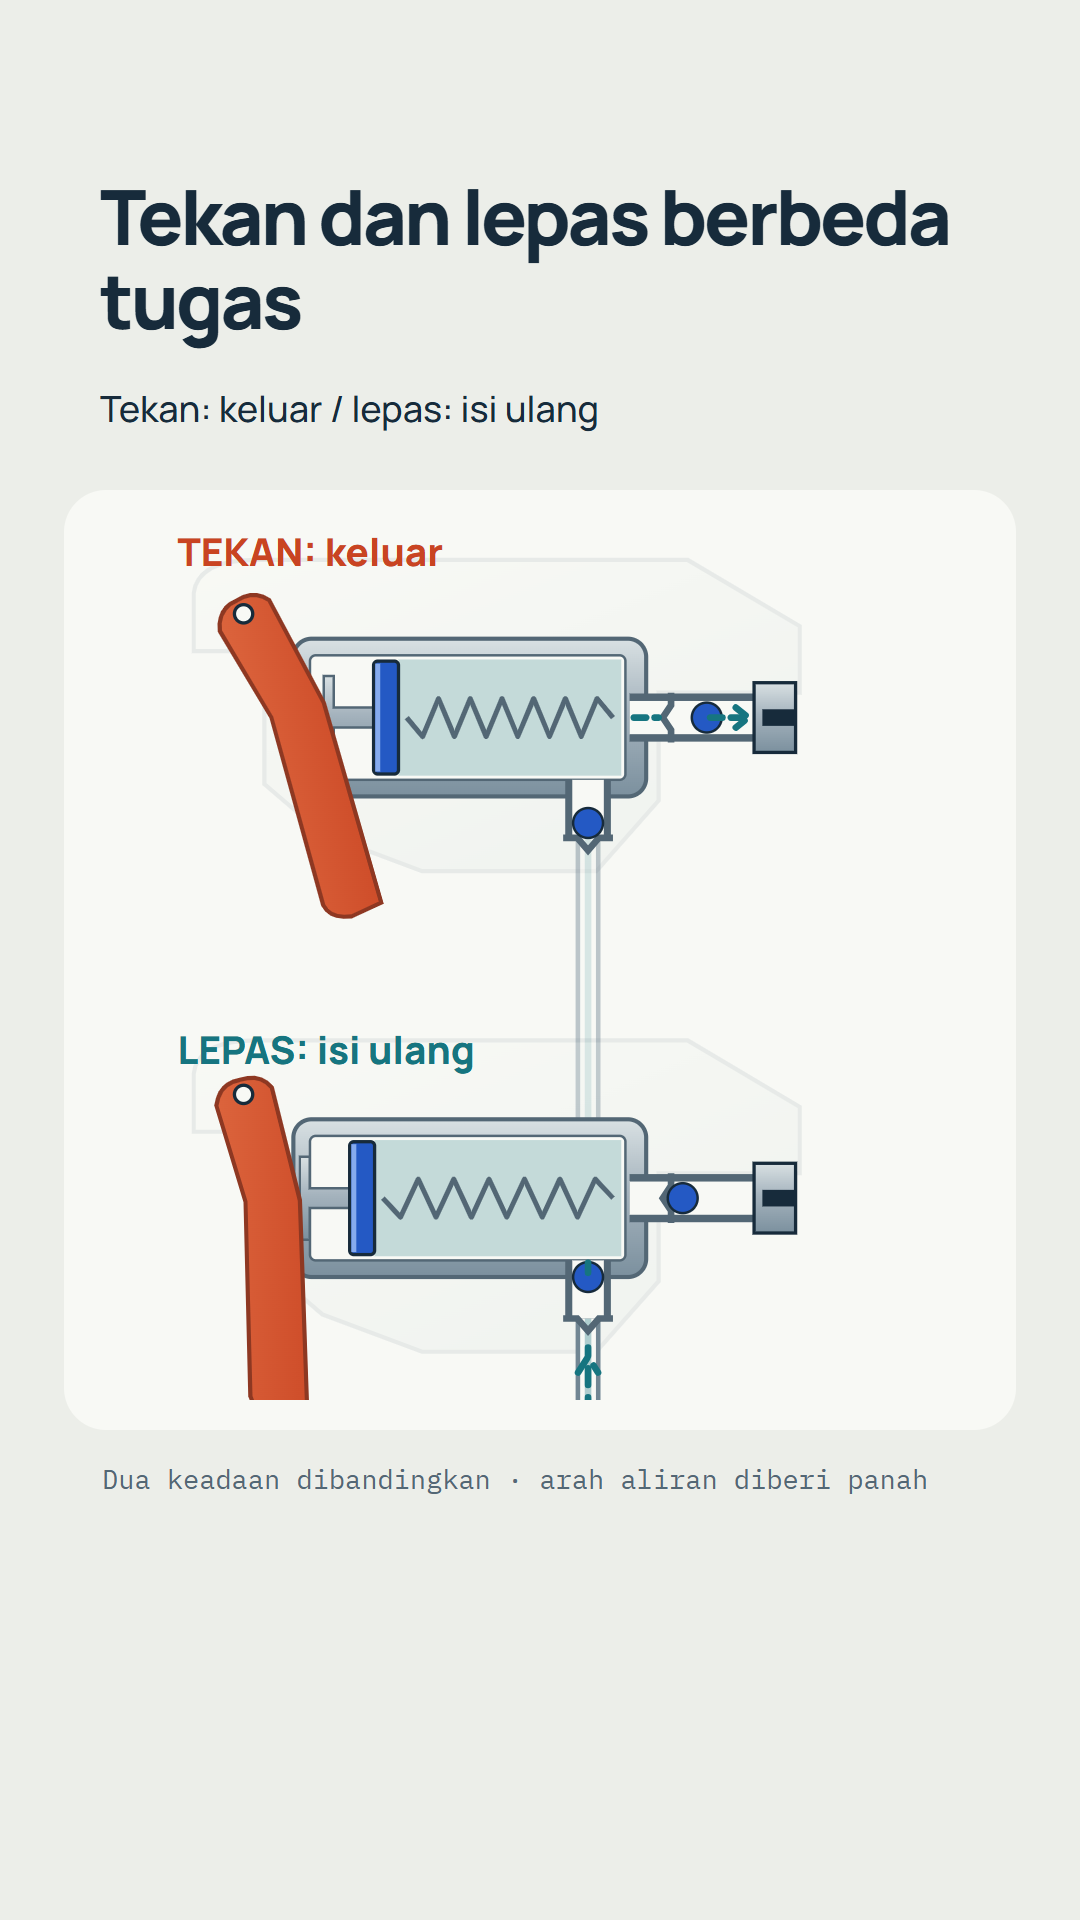 Tekan dan lepas berbeda
tugas
Tekan: keluar / lepas: isi ulang
TEKAN: keluar
LEPAS: isi ulang
Dua keadaan dibandingkan · arah aliran diberi panah